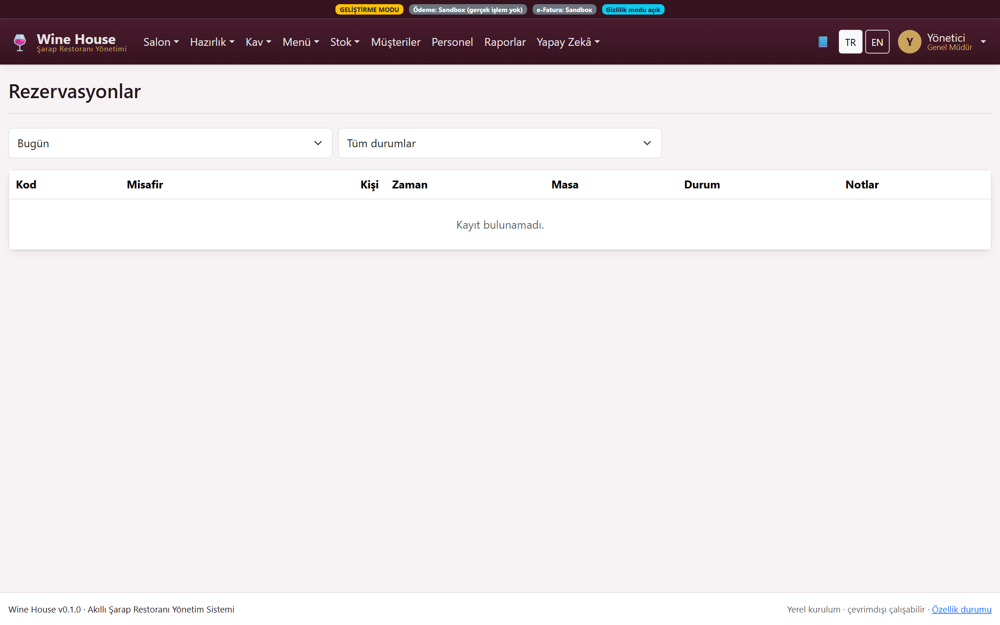 GELİŞTİRME MODU Ödeme: Sandbox (gerçek işlem yok) e-Fatura: Sandbox Gizlilik modu açık
Wine House
Şarap Restoranı Yönetimi
Salon Hazırlık Kav Menü Stok Müşteriler Personel Raporlar Yapay Zekâ
TR EN
Y
Yönetici
Genel Müdür
Rezervasyonlar
Bugün
Tüm durumlar
Kod Misafir Kişi Zaman Masa Durum Notlar
Kayıt bulunamadı.
Wine House v0.1.0 · Akıllı Şarap Restoranı Yönetim Sistemi
Yerel kurulum · çevrimdışı çalışabilir · Özellik durumu